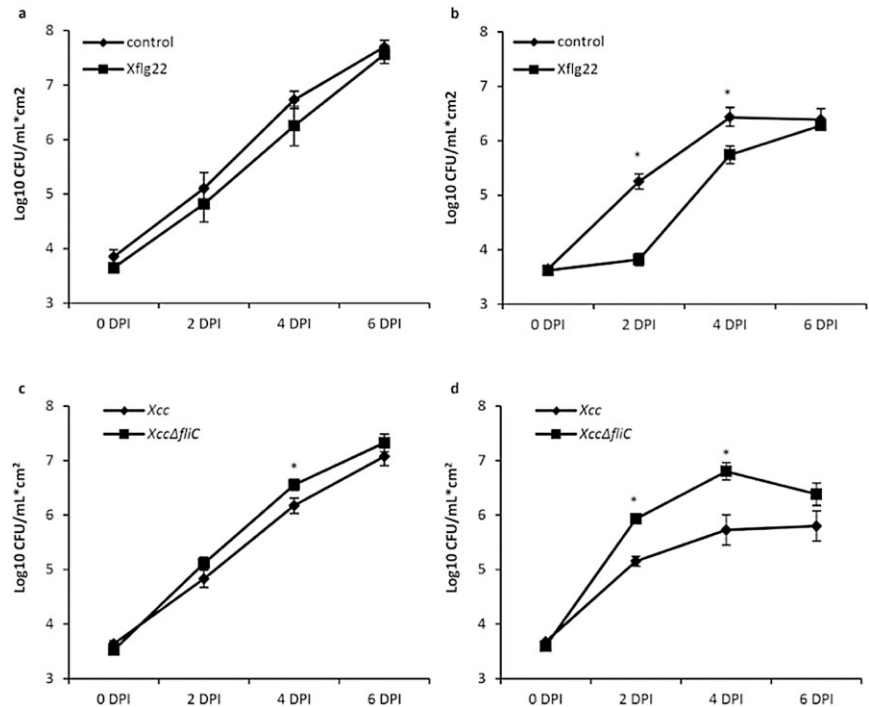 a
8
7
6
5
4
3
Log10 CFU/mL*cm2
control
Xflg22
0 DPI 2 DPI 4 DPI 6 DPI
b
8
7
6
5
4
3
Log10 CFU/mL*cm2
control
Xflg22
*
*
0 DPI 2 DPI 4 DPI 6 DPI
c
8
7
6
5
4
3
Log10 CFU/mL*cm²
Xcc
XccΔfliC
*
0 DPI 2 DPI 4 DPI 6 DPI
d
8
7
6
5
4
3
Log10 CFU/mL*cm²
Xcc
XccΔfliC
*
*
0 DPI 2 DPI 4 DPI 6 DPI